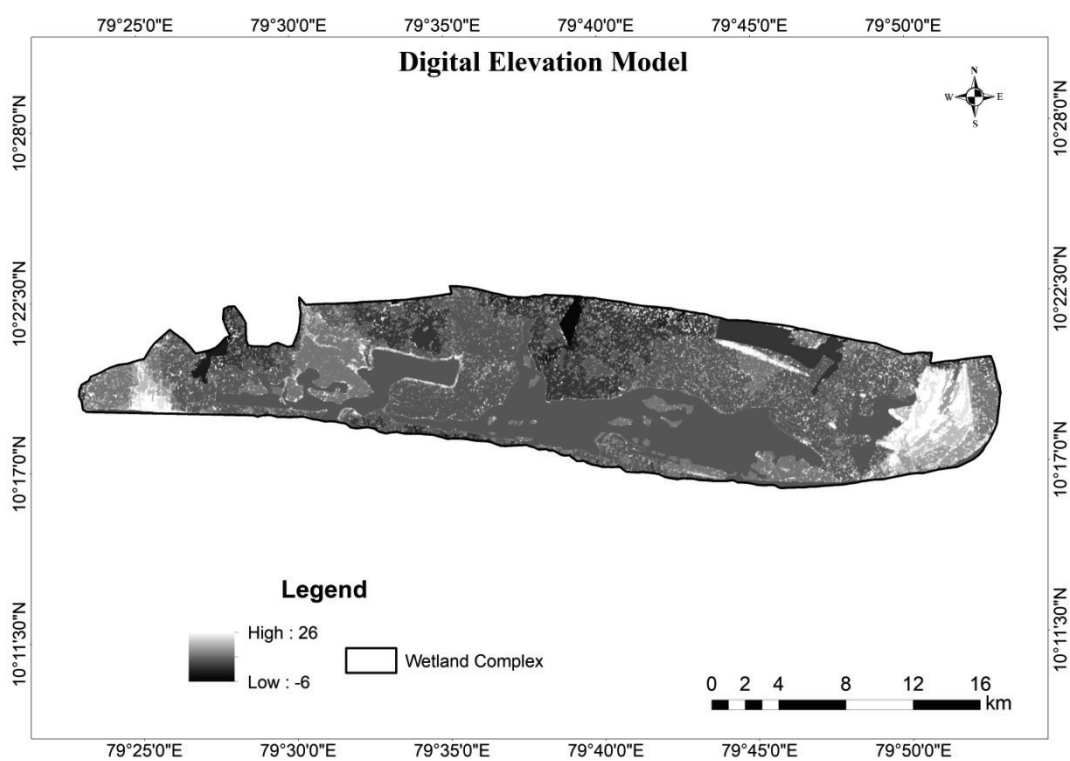 79°25'0"E 79°30'0"E 79°35'0"E 79°40'0"E 79°45'0"E 79°50'0"E
Digital Elevation Model
N
W E
S
10°28'0"N 10°28'0"N
10°22'30"N 10°22'30"N
10°17'0"N 10°17'0"N
10°11'30"N 10°11'30"N
Legend
High : 26
Low : -6
Wetland Complex
0 2 4 8 12 16
km
79°25'0"E 79°30'0"E 79°35'0"E 79°40'0"E 79°45'0"E 79°50'0"E